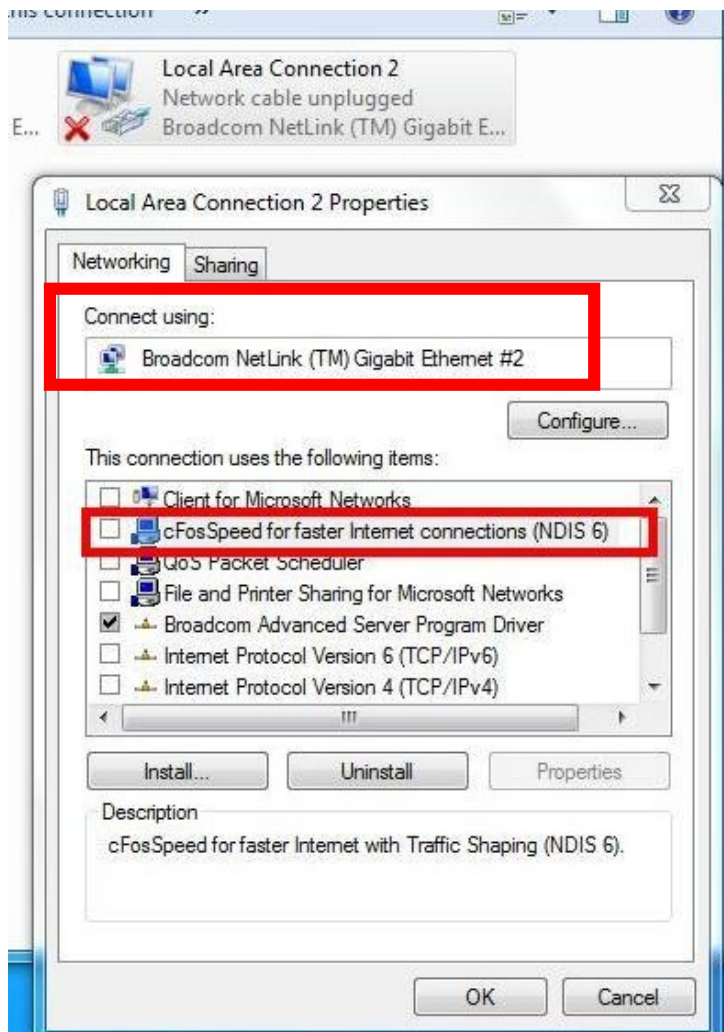 Local Area Connection 2
Network cable unplugged
E...
Broadcom NetLink (TM) Gigabit E...
Local Area Connection 2 Properties
Networking
Sharing
Connect using:
Broadcom NetLink (TM) Gigabit Ethernet #2
Configure...
This connection uses the following items:
Client for Microsoft Networks
cFosSpeed for faster Internet connections (NDIS 6)
QoS Packet Scheduler
File and Printer Sharing for Microsoft Networks
Broadcom Advanced Server Program Driver
Internet Protocol Version 6 (TCP/IPv6)
Internet Protocol Version 4 (TCP/IPv4)
Install...
Uninstall
Properties
Description
cFosSpeed for faster Internet with Traffic Shaping (NDIS 6).
OK
Cancel